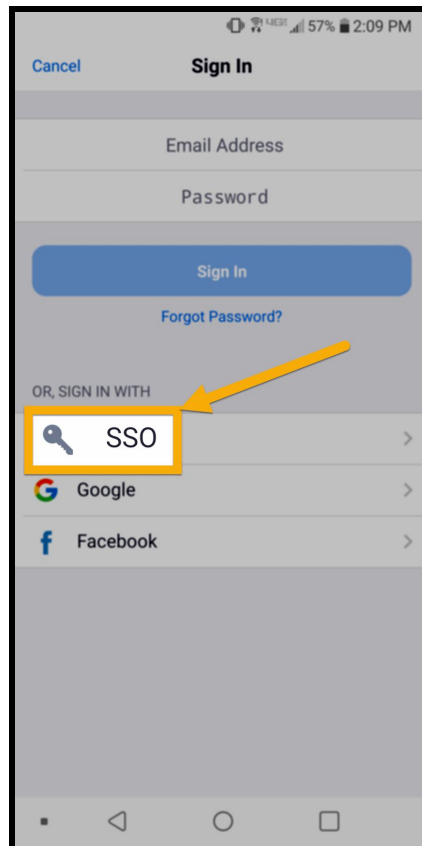 57% 2:09 PM
Cancel Sign In
Email Address
Password
Sign In
Forgot Password?
OR, SIGN IN WITH
SSO
Google
Facebook